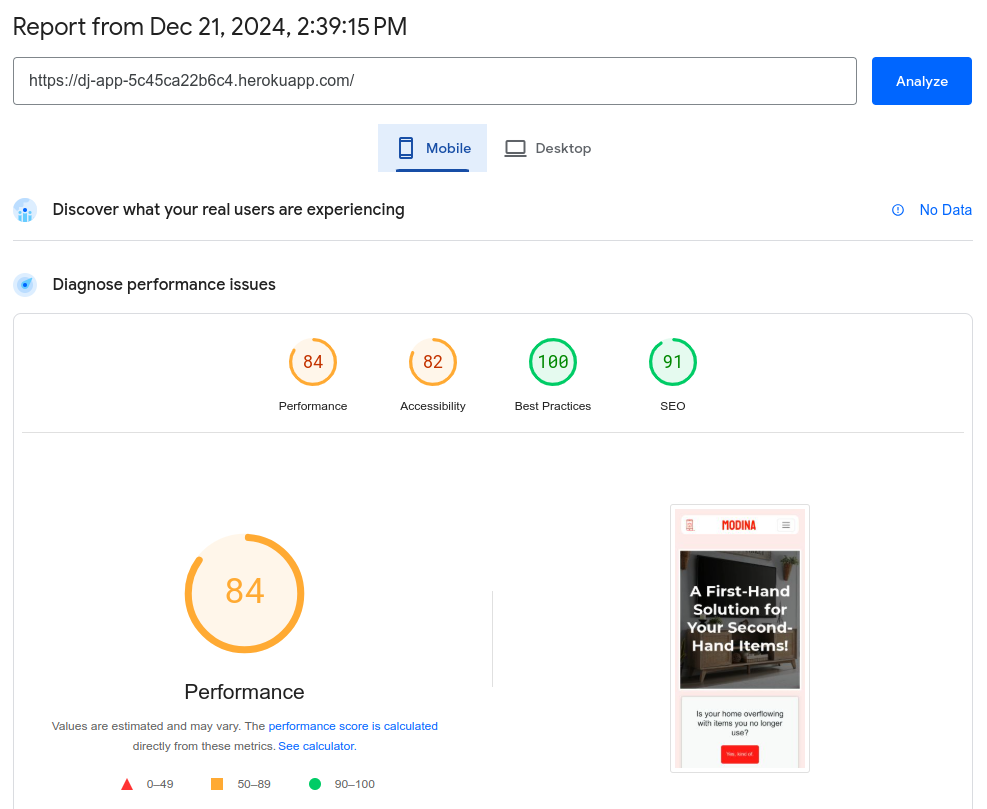 Report from Dec 21, 2024, 2:39:15 PM
https://dj-app-5c45ca22b6c4.herokuapp.com/
Analyze
Mobile
Desktop
Discover what your real users are experiencing
No Data
Diagnose performance issues
84
82
100
91
Performance
Accessibility
Best Practices
SEO
84
Performance
Values are estimated and may vary. The performance score is calculated
directly from these metrics. See calculator.
0–49
50–89
90–100
MODINA
A First-Hand
Solution for
Your Second-
Hand Items!
Is your home overflowing
with items you no longer
use?
Yes, kind of